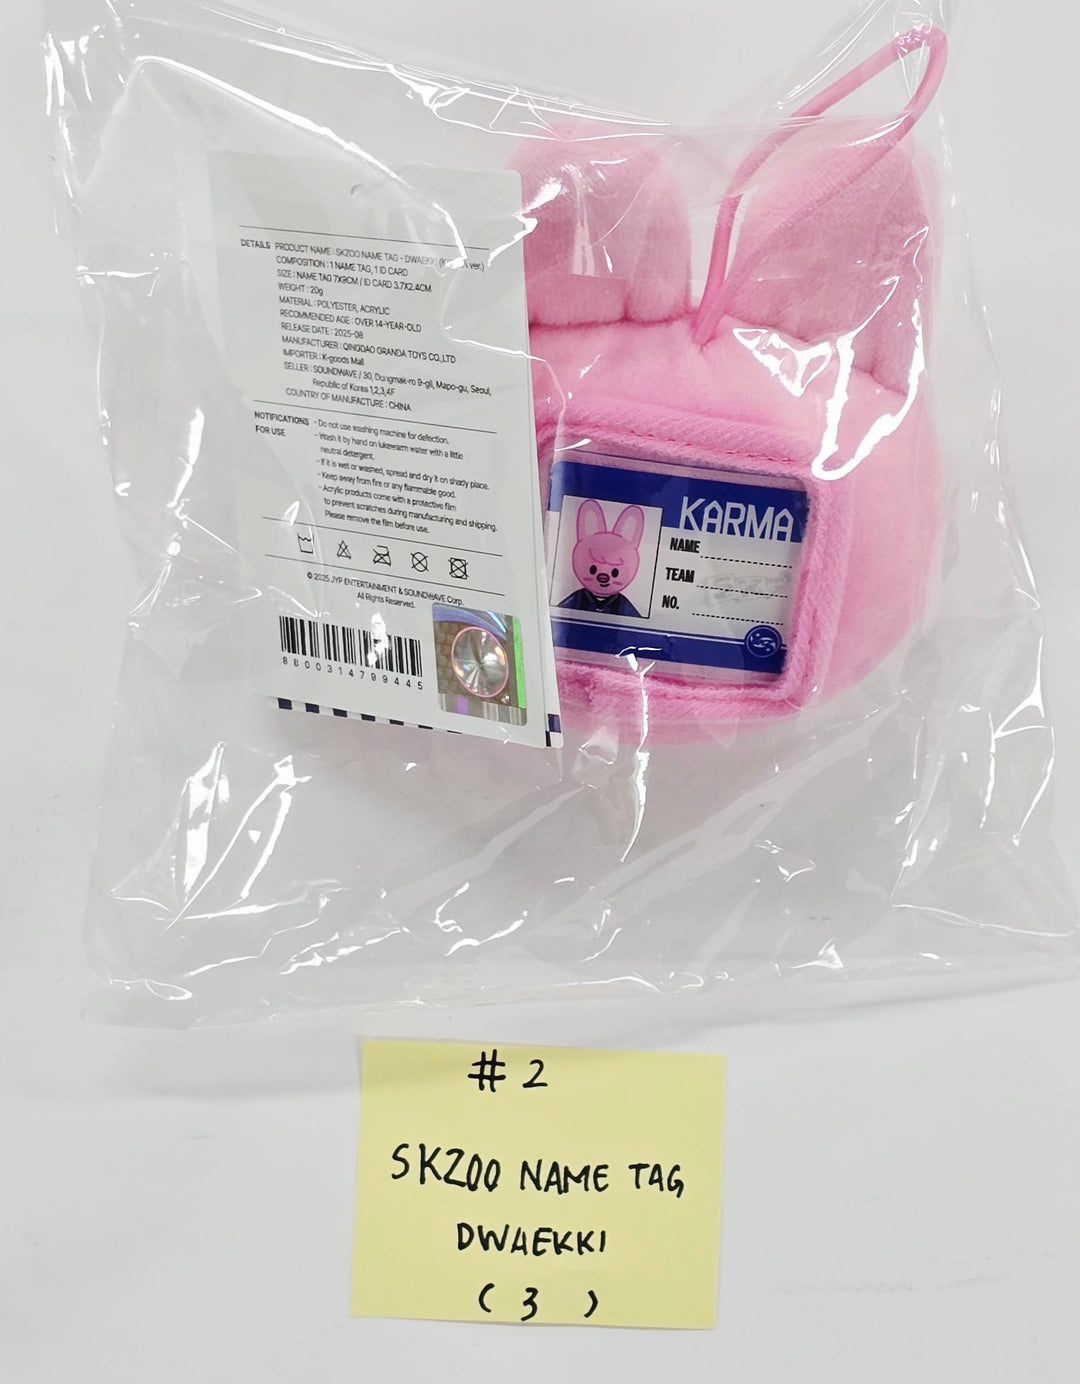 DETAILS PRODUCT NAME : SKZOO NAME TAG - DWAEKKI ( ver.)
COMPOSITION : 1 NAME TAG, 1 ID CARD
SIZE : NAME TAG 7X9CM / ID CARD 3.7X2.4CM
WEIGHT : 20g
MATERIAL : POLYESTER, ACRYLIC
RECOMMENDED AGE : OVER 14-YEAR-OLD
RELEASE DATE : 2025-08
MANUFACTURER : QINGDAO GRANDA TOYS CO.,LTD
IMPORTER : K-goods Mall
SELLER : SOUNDWAVE / 30, Dongmak-ro 9-gil, Mapo-gu, Seoul,
Republic of Korea 1,2,3,4F
COUNTRY OF MANUFACTURE : CHINA
NOTIFICATIONS - Do not use washing machine for defection.
FOR USE - Wash it by hand on lukewarm water with a little
neutral detergent.
- If it is wet or washed, spread and dry it on shady place.
- Keep away from fire or any flammable good.
- Acrylic products come with a protective film
to prevent scratches during manufacturing and shipping.
Please remove the film before use.
© 2025 JYP ENTERTAINMENT & SOUNDWAVE Corp.
All Rights Reserved.
8800314799445
KARMA
NAME
TEAM
NO.
#2
SKZOO NAME TAG
DWAEKKI
( 3 )